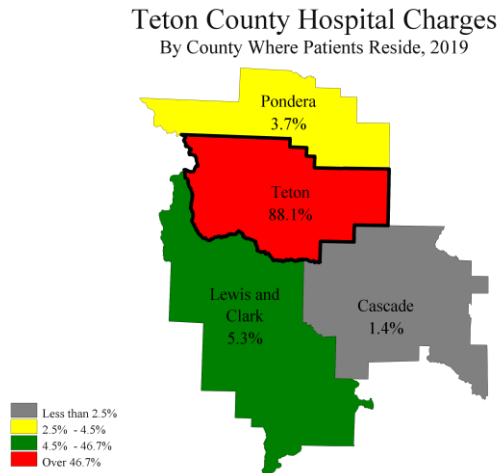 Teton County Hospital Charges
By County Where Patients Reside, 2019
Pondera
3.7%
Teton
88.1%
Lewis and
Clark
5.3%
Cascade
1.4%
Less than 2.5%
2.5% - 4.5%
4.5% - 46.7%
Over 46.7%